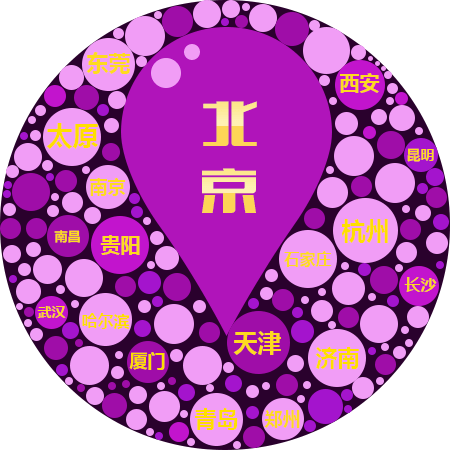 东莞
西安
北
京
太原
昆明
南京
杭州
南昌
贵阳
石家庄
长沙
武汉
哈尔滨
天津
厦门
济南
青岛
郑州